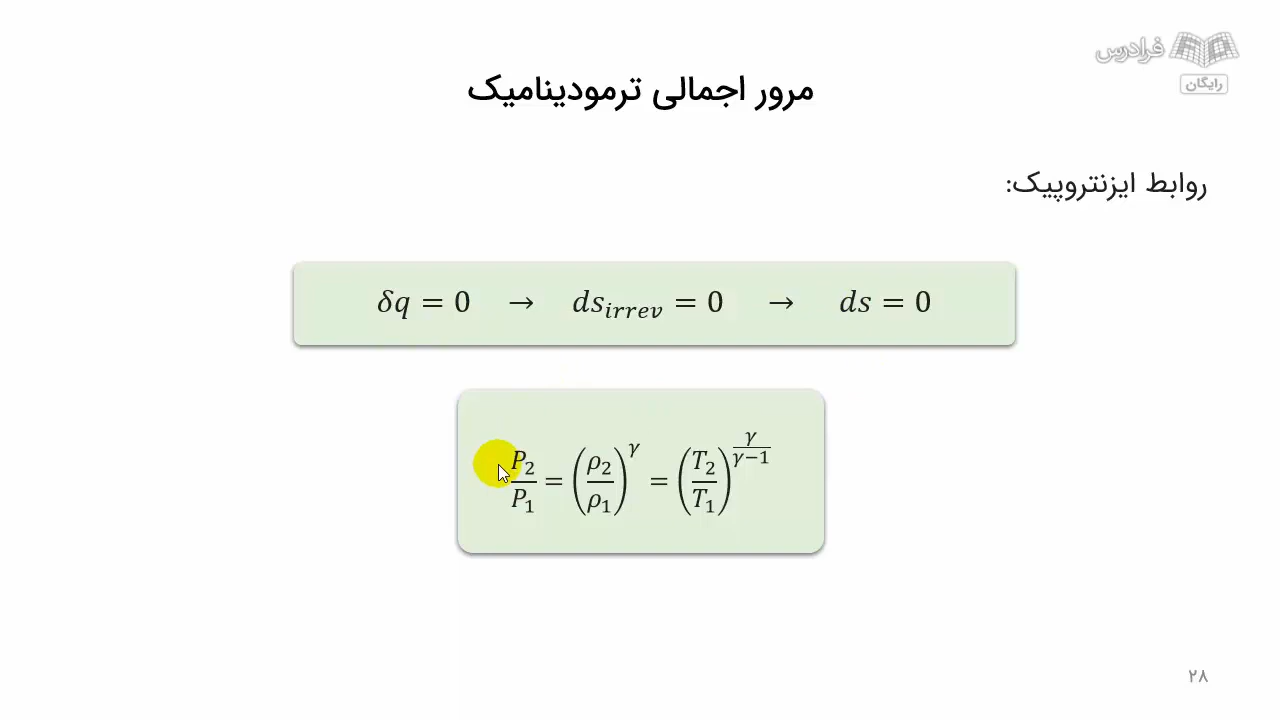 فرادرس
رایگان
مرور اجمالی ترمودینامیک
روابط ایزنتروپیک:
δq = 0 → ds_irrev = 0 → ds = 0
P₂/P₁ = (ρ₂/ρ₁)^γ = (T₂/T₁)^(γ/(γ−1))
۲۸